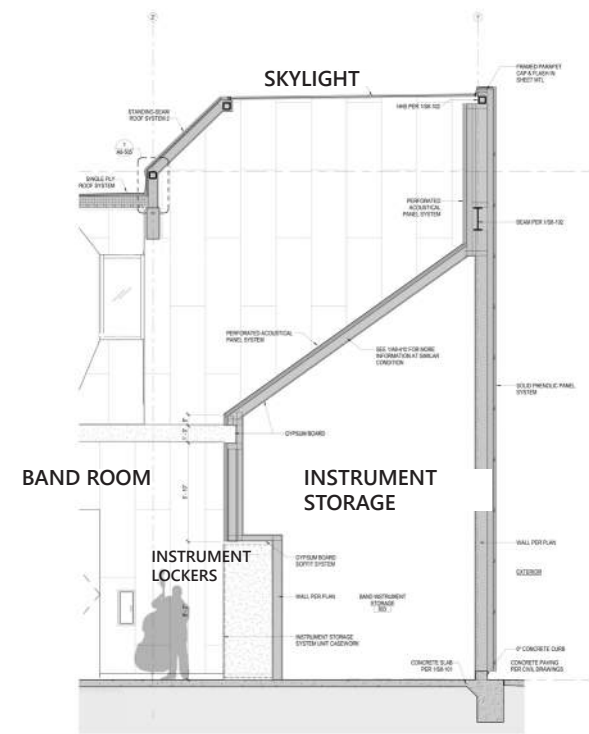 SKYLIGHT
FRAMED PARAPET
CAP & FLASH IN
SHEET MTL
STANDING-SEAM
ROOF SYSTEM 2
SINGLE PLY
ROOF SYSTEM
PERFORATED
ACOUSTICAL
PANEL SYSTEM
PERFORATED ACOUSTICAL
PANEL SYSTEM
INFORMATION AT SIMILAR
CONDITION
SOLID PHENOLIC PANEL
SYSTEM
GYPSUM BOARD
BAND ROOM
INSTRUMENT
STORAGE
INSTRUMENT
LOCKERS
GYPSUM BOARD
SOFFIT SYSTEM
WALL PER PLAN
EXTERIOR
WALL PER PLAN
BAND INSTRUMENT
STORAGE
INSTRUMENT STORAGE
SYSTEM UNIT CASEWORK
CONCRETE SLAB
CONCRETE CURB
CONCRETE PAVING
PER CIVIL DRAWINGS